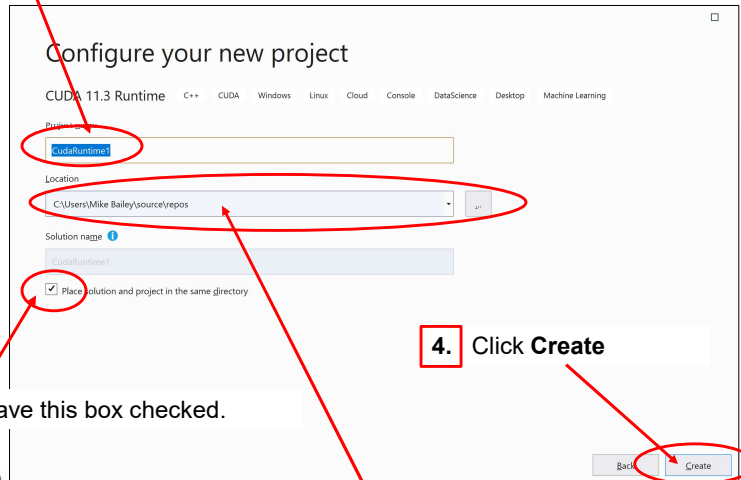 Configure your new project
CUDA 11.3 Runtime C++ CUDA Windows Linux Cloud Console DataScience Desktop Machine Learning
Project name
CudaRuntime1
Location
C:\Users\Mike Bailey\source\repos
...
Solution name
CudaRuntime1
Place solution and project in the same directory
4. Click Create
ave this box checked.
Back Create